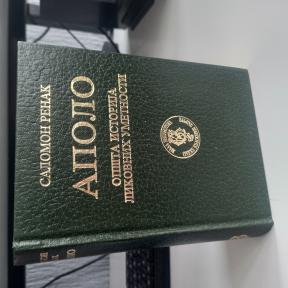 САЛОМОН РЕНАК
АПОЛО
ОПШТА ИСТОРИЈА
ЛИКОВНИХ УМЕТНОСТИ